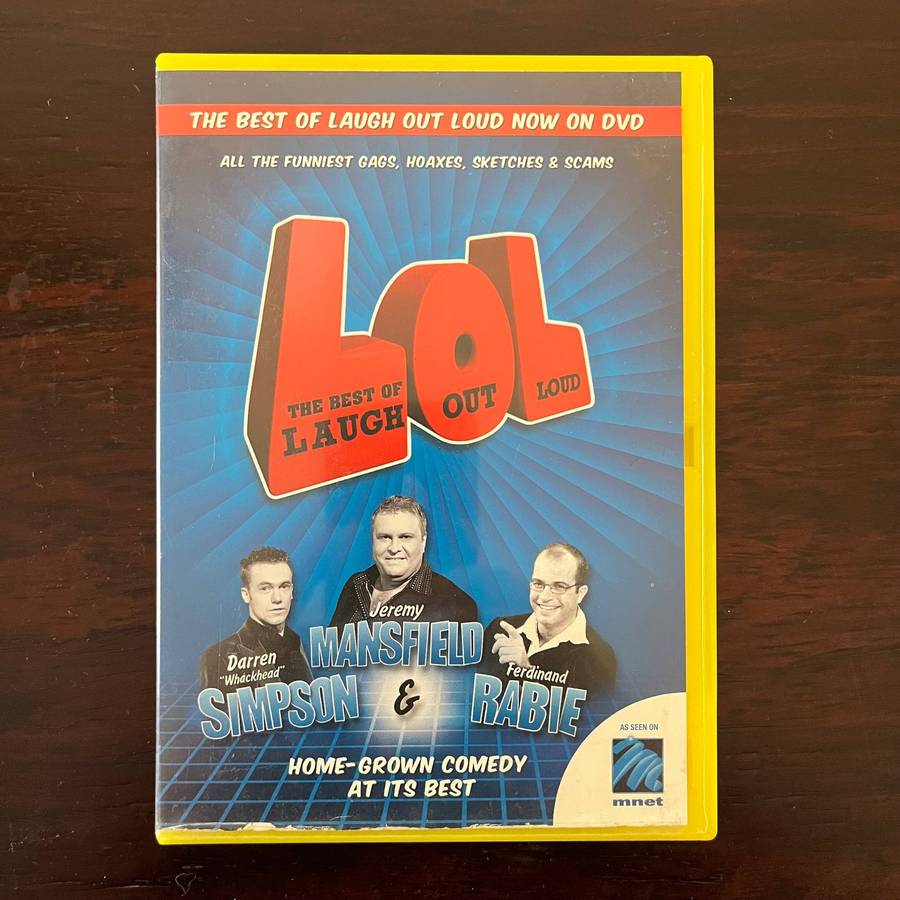 THE BEST OF LAUGH OUT LOUD NOW ON DVD
ALL THE FUNNIEST GAGS, HOAXES, SKETCHES & SCAMS
LOL
THE BEST OF
LAUGH OUT LOUD
Jeremy
MANSFIELD
Darren
"Whackhead"
SIMPSON
&
Ferdinand
RABIE
HOME-GROWN COMEDY
AT ITS BEST
AS SEEN ON
M
mnet